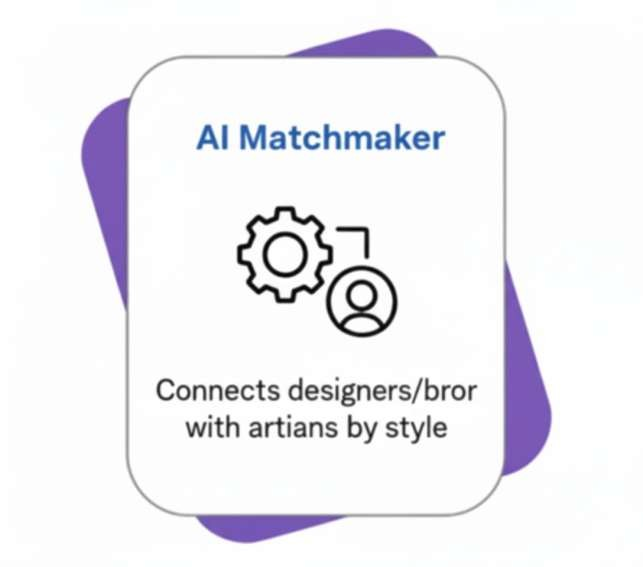 AI Matchmaker
Connects designers/bror
with artians by style